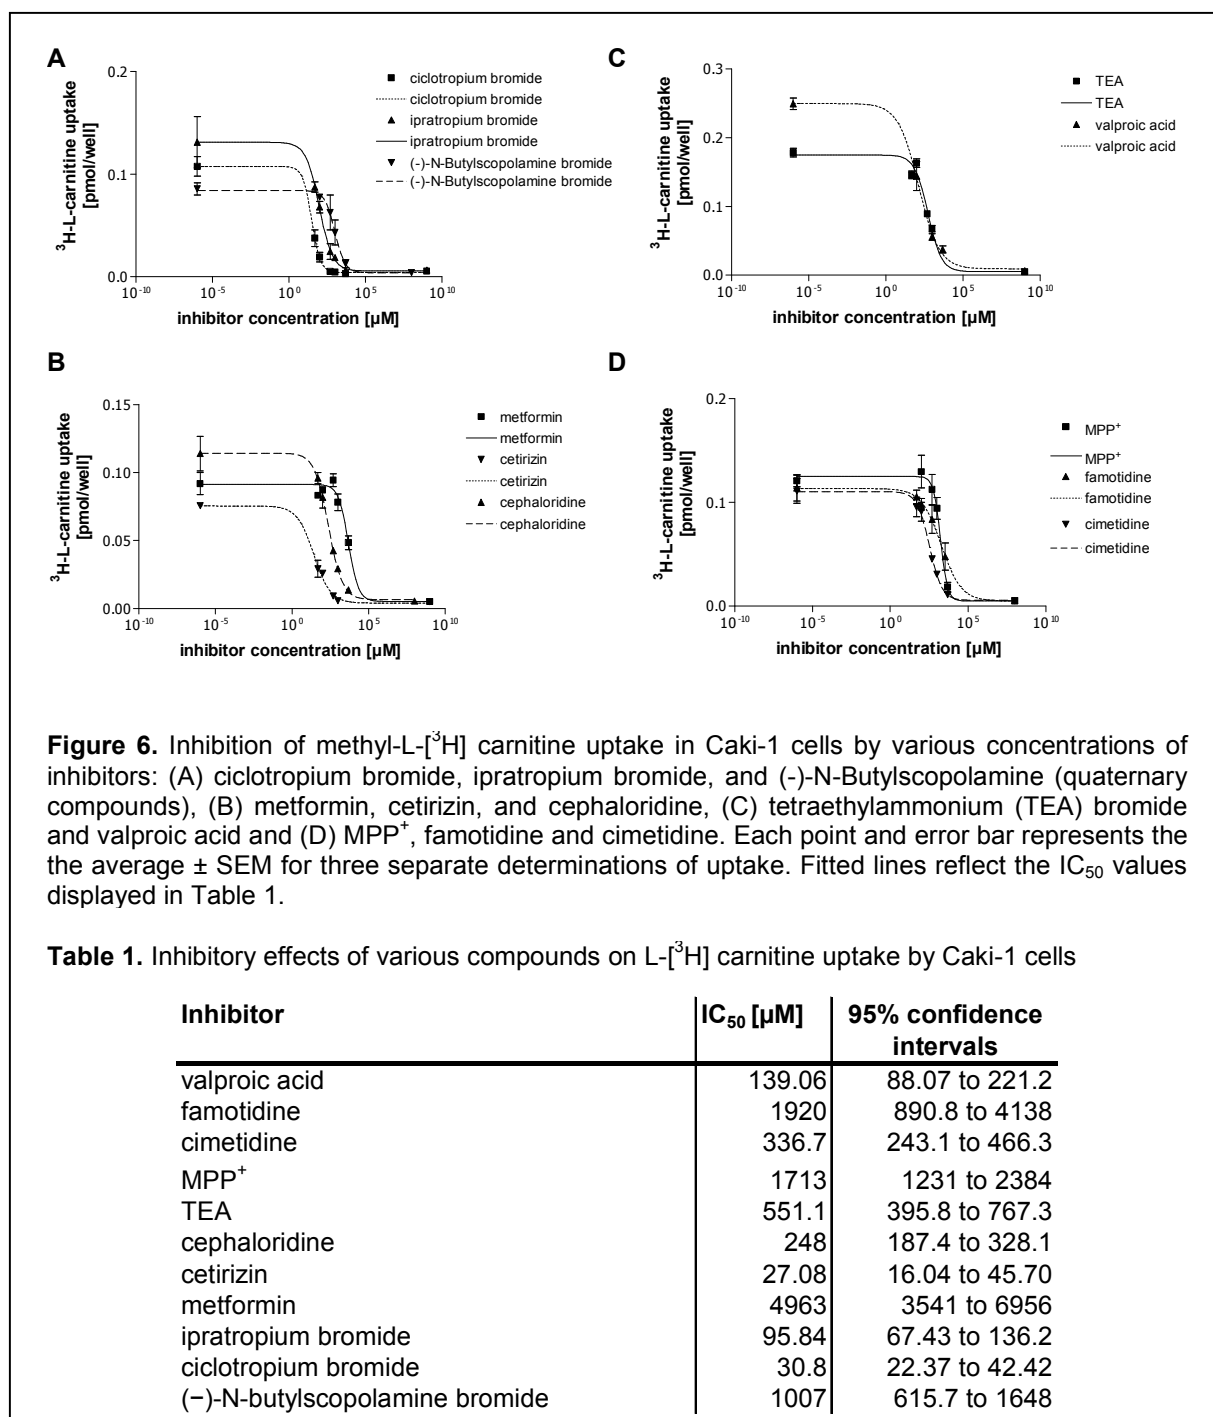 A
0.2
0.1
0.0
³H-L-carnitine uptake
[pmol/well]
10⁻¹⁰
10⁻⁵
10⁰
10⁵
10¹⁰
inhibitor concentration [µM]
ciclotropium bromide
ciclotropium bromide
ipratropium bromide
ipratropium bromide
(-)-N-Butylscopolamine bromide
(-)-N-Butylscopolamine bromide
C
0.3
0.2
0.1
0.0
³H-L-carnitine uptake
[pmol/well]
10⁻¹⁰
10⁻⁵
10⁰
10⁵
10¹⁰
inhibitor concentration [µM]
TEA
TEA
valproic acid
valproic acid
B
0.15
0.10
0.05
0.00
³H-L-carnitine uptake
[pmol/well]
10⁻¹⁰
10⁻⁵
10⁰
10⁵
10¹⁰
inhibitor concentration [µM]
metformin
metformin
cetirizin
cetirizin
cephaloridine
cephaloridine
D
0.2
0.1
0.0
³H-L-carnitine uptake
[pmol/well]
10⁻¹⁰
10⁻⁵
10⁰
10⁵
10¹⁰
inhibitor concentration [µM]
MPP⁺
MPP⁺
famotidine
famotidine
cimetidine
cimetidine
Figure 6. Inhibition of methyl-L-[³H] carnitine uptake in Caki-1 cells by various concentrations of
inhibitors: (A) ciclotropium bromide, ipratropium bromide, and (-)-N-Butylscopolamine (quaternary
compounds), (B) metformin, cetirizin, and cephaloridine, (C) tetraethylammonium (TEA) bromide
and valproic acid and (D) MPP⁺, famotidine and cimetidine. Each point and error bar represents the
the average ± SEM for three separate determinations of uptake. Fitted lines reflect the IC₅₀ values
displayed in Table 1.
Table 1. Inhibitory effects of various compounds on L-[³H] carnitine uptake by Caki-1 cells
Inhibitor IC₅₀ [µM] 95% confidence
intervals
valproic acid 139.06 88.07 to 221.2
famotidine 1920 890.8 to 4138
cimetidine 336.7 243.1 to 466.3
MPP⁺ 1713 1231 to 2384
TEA 551.1 395.8 to 767.3
cephaloridine 248 187.4 to 328.1
cetirizin 27.08 16.04 to 45.70
metformin 4963 3541 to 6956
ipratropium bromide 95.84 67.43 to 136.2
ciclotropium bromide 30.8 22.37 to 42.42
(−)-N-butylscopolamine bromide 1007 615.7 to 1648